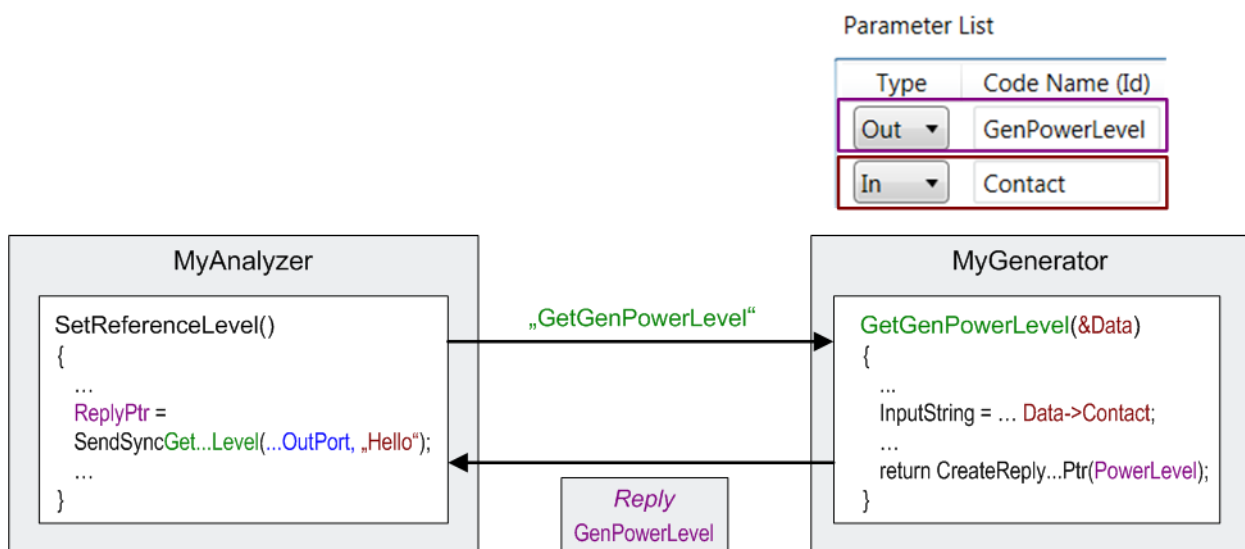 Parameter List
Type Code Name (Id)
Out GenPowerLevel
In Contact
MyAnalyzer
SetReferenceLevel()
{
…
ReplyPtr =
SendSyncGet...Level(...OutPort, „Hello“);
…
}
„GetGenPowerLevel“
Reply
GenPowerLevel
MyGenerator
GetGenPowerLevel(&Data)
{
...
InputString = … Data->Contact;
…
return CreateReply...Ptr(PowerLevel);
}